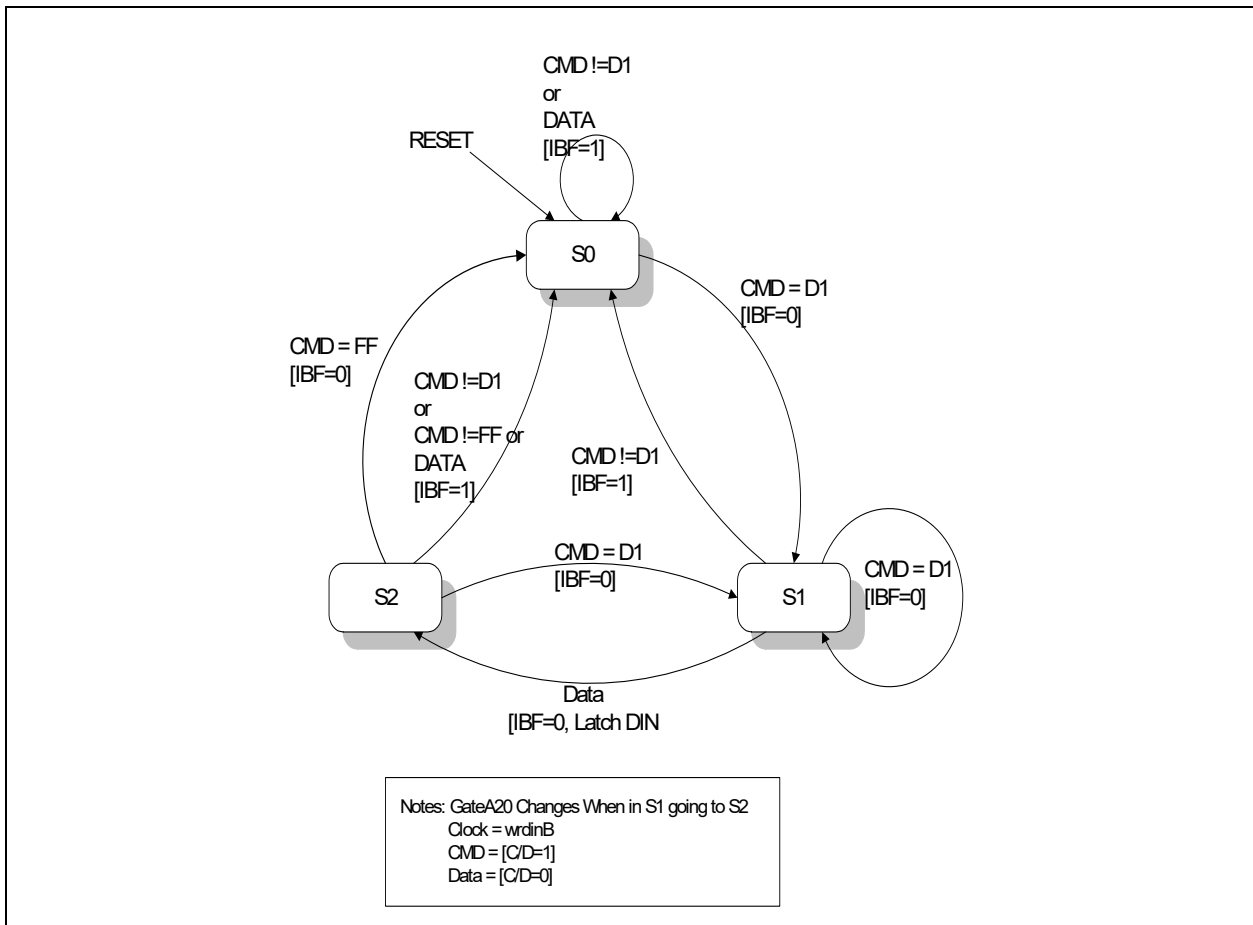 CMD !=D1
or
DATA
[IBF=1]
RESET
S0
CMD = D1
[IBF=0]
CMD = FF
[IBF=0]
CMD !=D1
or
CMD !=FF or
DATA
[IBF=1]
CMD !=D1
[IBF=1]
CMD = D1
[IBF=0]
CMD = D1
[IBF=0]
S2
S1
Data
[IBF=0, Latch DIN
Notes: GateA20 Changes When in S1 going to S2
Clock = wrdinB
CMD = [C/D=1]
Data = [C/D=0]